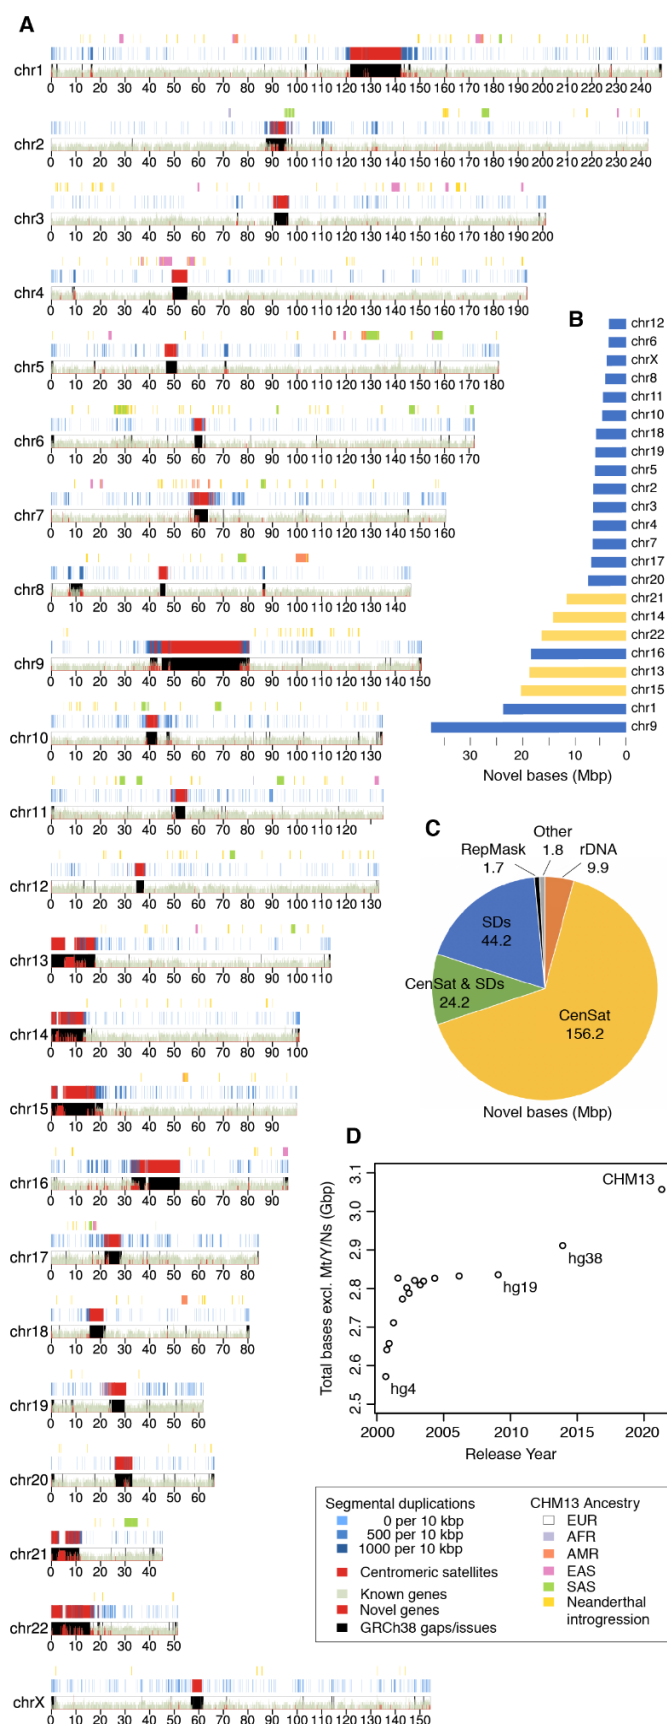 A
chr1
0 10 20 30 40 50 60 70 80 90 100 110 120 130 140 150 160 170 180 190 200 210 220 230 240
chr2
0 10 20 30 40 50 60 70 80 90 100 110 120 130 140 150 160 170 180 190 200 210 220 230 240
chr3
0 10 20 30 40 50 60 70 80 90 100 110 120 130 140 150 160 170 180 190 200
chr4
0 10 20 30 40 50 60 70 80 90 100 110 120 130 140 150 160 170 180 190
chr5
0 10 20 30 40 50 60 70 80 90 100 110 120 130 140 150 160 170 180
chr6
0 10 20 30 40 50 60 70 80 90 100 110 120 130 140 150 160 170
chr7
0 10 20 30 40 50 60 70 80 90 100 110 120 130 140 150 160
chr8
0 10 20 30 40 50 60 70 80 90 100 110 120 130 140
chr9
0 10 20 30 40 50 60 70 80 90 100 110 120 130 140 150
chr10
0 10 20 30 40 50 60 70 80 90 100 110 120 130
chr11
0 10 20 30 40 50 60 70 80 90 100 110 120
chr12
0 10 20 30 40 50 60 70 80 90 100 110 120 130
chr13
0 10 20 30 40 50 60 70 80 90 100 110
chr14
0 10 20 30 40 50 60 70 80 90 100
chr15
0 10 20 30 40 50 60 70 80 90
chr16
0 10 20 30 40 50 60 70 80 90
chr17
0 10 20 30 40 50 60 70 80
chr18
0 10 20 30 40 50 60 70 80
chr19
0 10 20 30 40 50 60
chr20
0 10 20 30 40 50 60
chr21
0 10 20 30 40
chr22
0 10 20 30 40 50
chrX
0 10 20 30 40 50 60 70 80 90 100 110 120 130 140 150
B
chr12
chr6
chrX
chr8
chr11
chr10
chr18
chr19
chr5
chr2
chr3
chr4
chr7
chr17
chr20
chr21
chr14
chr22
chr16
chr13
chr15
chr1
chr9
30 20 10 0
Novel bases (Mbp)
C
Other
1.8
RepMask
1.7
rDNA
9.9
SDs
44.2
CenSat & SDs
24.2
CenSat
156.2
Novel bases (Mbp)
D
Total bases excl. Mt/Y/Ns (Gbp)
3.1
3.0
2.9
2.8
2.7
2.6
2.5
CHM13
hg38
hg19
hg4
2000 2005 2010 2015 2020
Release Year
Segmental duplications
0 per 10 kbp
500 per 10 kbp
1000 per 10 kbp
Centromeric satellites
Known genes
Novel genes
GRCh38 gaps/issues
CHM13 Ancestry
EUR
AFR
AMR
EAS
SAS
Neanderthal
introgression